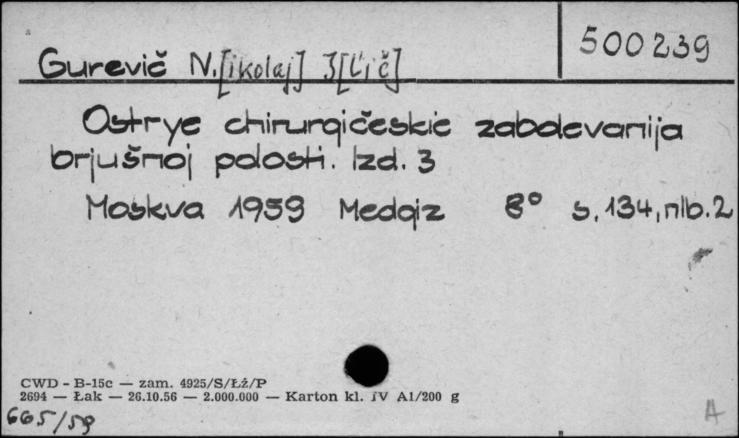 500239
Gurevič N.[ikolaj] I[l'ič]
Ostrye chirurgičeskie zabolevanija
brjušnoj polosti. Izd. 3
Moskva 1959 Medgiz 8° s. 134, nlb. 2
CWD - B-15c — zam. 4925/S/Łź/P
2694 — Łak — 26.10.56 — 2.000.000 — Karton kl. IV A1/200 g
665/59
A